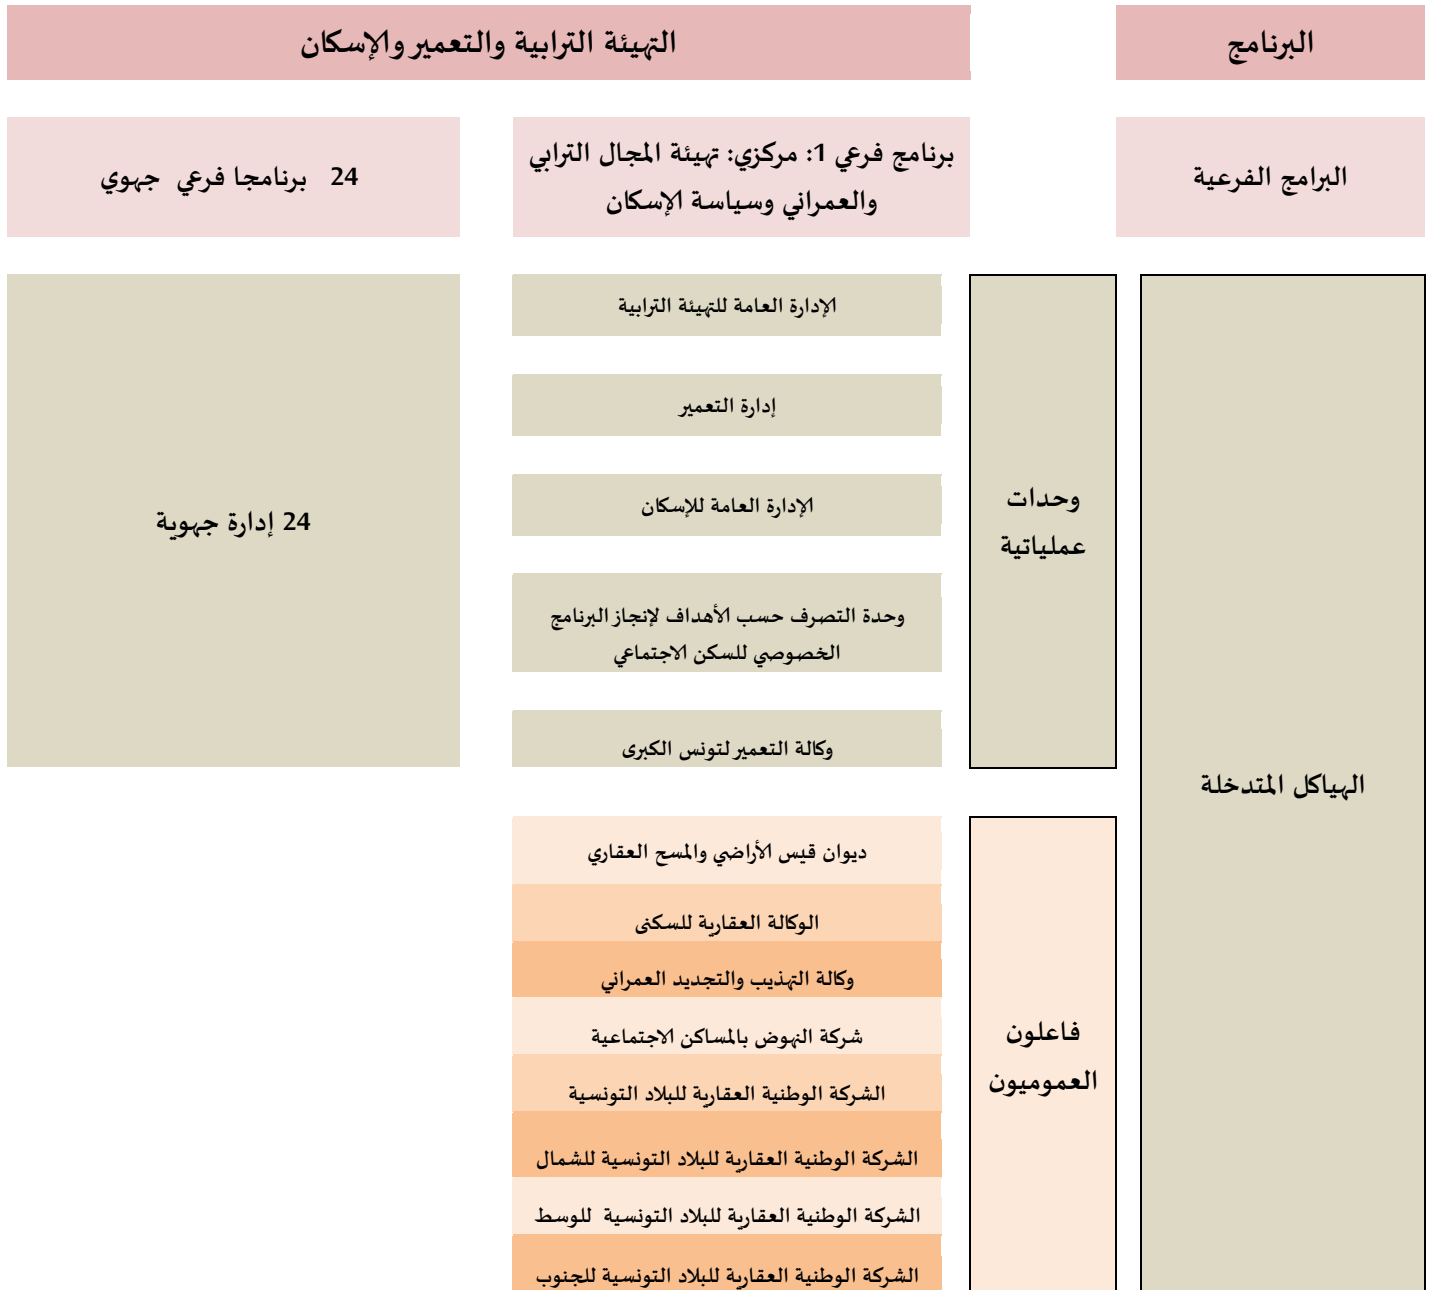 البرنامج
التهيئة الترابية والتعمير والإسكان
البرامج الفرعية
برنامج فرعي 1: مركزي: تهيئة المجال الترابي
والعمراني وسياسة الإسكان
24 برنامجا فرعي جهوي
الهياكل المتدخلة
وحدات
عملياتية
الإدارة العامة للتهيئة الترابية
إدارة التعمير
الإدارة العامة للإسكان
وحدة التصرف حسب الأهداف لإنجاز البرنامج
الخصوصي للسكن الاجتماعي
وكالة التعمير لتونس الكبرى
24 إدارة جهوية
فاعلون
العموميون
ديوان قيس الأراضي والمسح العقاري
الوكالة العقارية للسكنى
وكالة التهذيب والتجديد العمراني
شركة النهوض بالمساكن الاجتماعية
الشركة الوطنية العقارية للبلاد التونسية
الشركة الوطنية العقارية للبلاد التونسية للشمال
الشركة الوطنية العقارية للبلاد التونسية للوسط
الشركة الوطنية العقارية للبلاد التونسية للجنوب